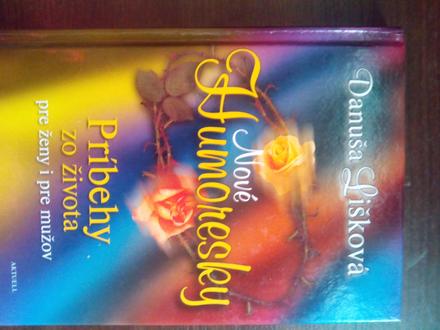 Danuša Lišková
Nové
Humoresky
Príbehy
zo života
pre ženy i pre mužov
AKTUELL